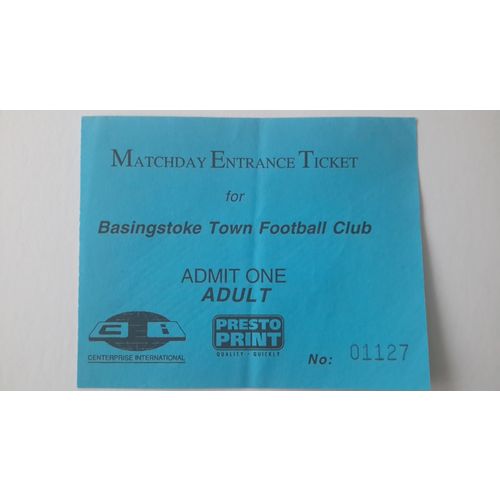 MATCHDAY ENTRANCE TICKET
for
Basingstoke Town Football Club
ADMIT ONE
ADULT
CENTERPRISE INTERNATIONAL
PRESTO
PRINT
QUALITY · QUICKLY
No: 01127